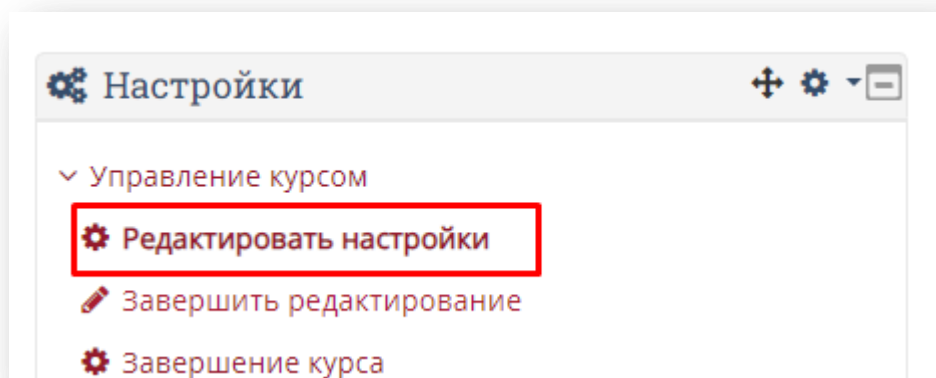 Настройки
Управление курсом
Редактировать настройки
Завершить редактирование
Завершение курса